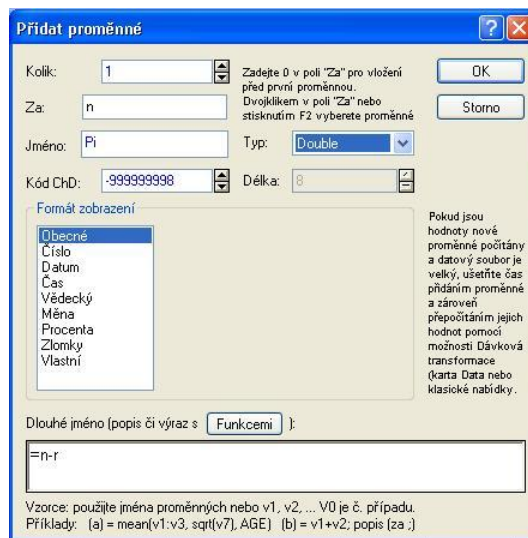 Přidat proměnné
Kolik: 1
Zadejte 0 v poli "Za" pro vložení
před první proměnnou.
Dvojklikem v poli "Za" nebo
stisknutím F2 vyberete proměnné
OK
Storno
Za: n
Jméno: Pi
Typ: Double
Kód ChD: -999999998
Délka: 8
Formát zobrazení
Obecné
Číslo
Datum
Čas
Vědecký
Měna
Procenta
Zlomky
Vlastní
Pokud jsou
hodnoty nové
proměnné počítány
a datový soubor je
velký, ušetříte čas
přidáním proměnné
a zároveň
přepočítáním jejich
hodnot pomocí
možnosti Dávková
transformace
(karta Data nebo
klasické nabídky.
Dlouhé jméno (popis či výraz s Funkcemi ):
=n-r
Vzorce: použijte jména proměnných nebo v1, v2, ... V0 je č. případu.
Příklady: (a) = mean(v1:v3, sqrt(v7), AGE) (b) = v1+v2; popis (za ;)